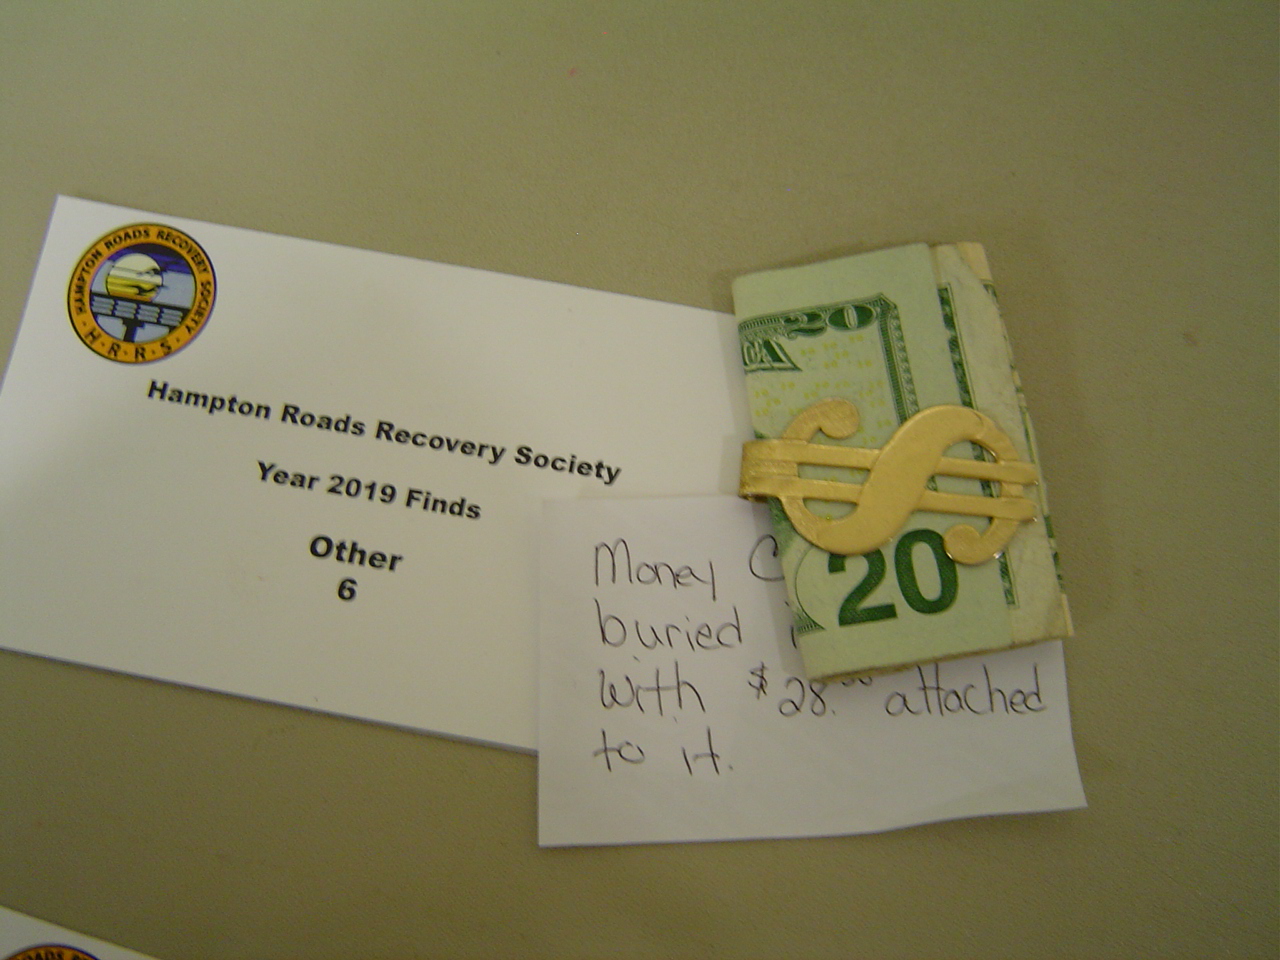 HAMPTON ROADS RECOVERY SOCIETY
H·R·R·S·
Hampton Roads Recovery Society
Year 2019 Finds
Other
6
20
20
Money
buried
with $28.00 attached
to it.